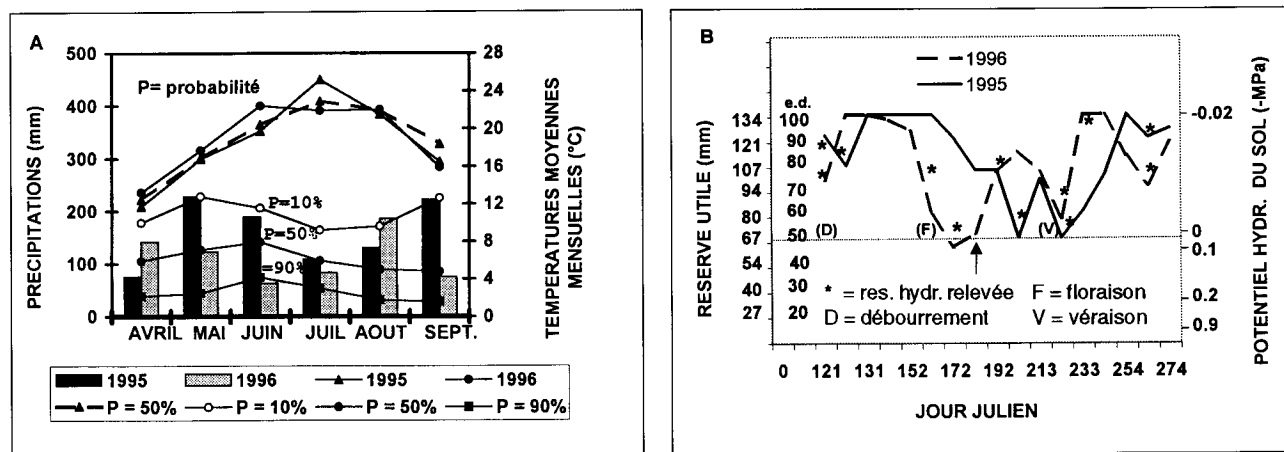 A
500
400
300
200
100
0
PRECIPITATIONS (mm)
P= probabilité
P=10%
P=50%
=90%
28
24
20
16
12
8
4
0
TEMPERATURES MOYENNES
MENSUELLES (°C)
AVRIL MAI JUIN JUIL AOUT SEPT.
1995 1996 1995 1996
P = 50% P = 10% P = 50% P = 90%
B
1996
1995
RESERVE UTILE (mm)
e.d.
134 100
121 90
107 80
94 70
80 60
67 50
54 40
40 30
27 20
(D) (F) (V)
* = res. hydr. relevée F = floraison
D = débourrement V = véraison
-0.02
0
0.1
0.2
0.9
POTENTIEL HYDR. DU SOL (-MPa)
0 121 131 152 172 192 213 233 254 274
JOUR JULIEN